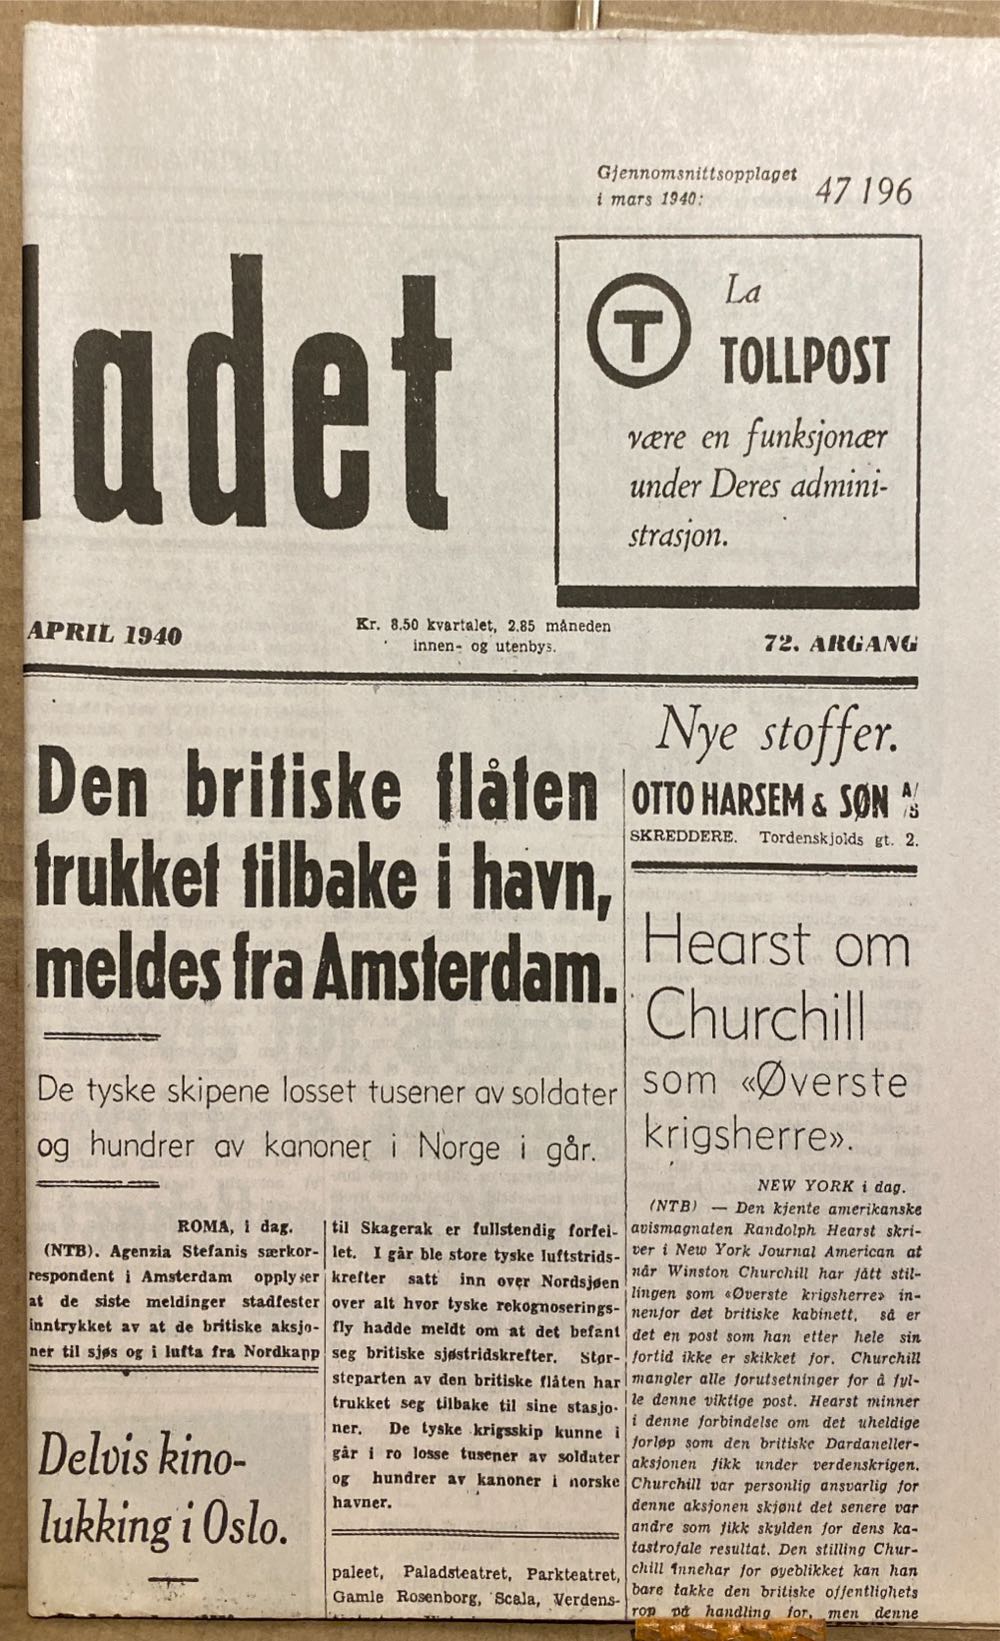 Gjennomsnittsopplaget
i mars 1940: 47 196
ladet
T
La
TOLLPOST
være en funksjonær
under Deres admini-
strasjon.
APRIL 1940
Kr. 8.50 kvartalet, 2.85 måneden
innen- og utenbys.
72. ARGANG
Den britiske flåten
trukket tilbake i havn,
meldes fra Amsterdam.
De tyske skipene losset tusener av soldater
og hundrer av kanoner i Norge i går.
ROMA, i dag.
(NTB). Agenzia Stefanis særkor-
respondent i Amsterdam opplyser
at de siste meldinger stadfester
inntrykket av at de britiske aksjo-
ner til sjøs og i lufta fra Nordkapp
til Skagerak er fullstendig forfei-
let. I går ble store tyske luftstrids-
krefter satt inn over Nordsjøen
over alt hvor tyske rekognoserings-
fly hadde meldt om at det befant
seg britiske sjøstridskrefter. Stør-
steparten av den britiske flåten har
trukket seg tilbake til sine stasjo-
ner. De tyske krigsskip kunne i
går i ro losse tusener av soldater
og hundrer av kanoner i norske
havner.
Delvis kino-
lukking i Oslo.
paleet, Paladsteatret, Parkteatret,
Gamle Rosenborg, Scala, Verdens-
Nye stoffer.
OTTO HARSEM & SØN A/S
SKREDDERE. Tordenskjolds gt. 2.
Hearst om
Churchill
som «Øverste
krigsherre».
NEW YORK i dag.
(NTB) — Den kjente amerikanske
avismagnaten Randolph Hearst skri-
ver i New York Journal American at
når Winston Churchill har fått stil-
lingen som «Øverste krigsherre» in-
nenfor det britiske kabinett, så er
det en post som han etter hele sin
fortid ikke er skikket for. Churchill
mangler alle forutsetninger for å fyl-
le denne viktige post. Hearst minner
i denne forbindelse om det uheldige
forløp som den britiske Dardaneller-
aksjonen fikk under verdenskrigen.
Churchill var personlig ansvarlig for
denne aksjonen skjønt det senere var
andre som fikk skylden for dens ka-
tastrofale resultat. Den stilling Chur-
chill innehar for øyeblikket kan han
bare takke den britiske offentlighets
rop på handling for, men denne